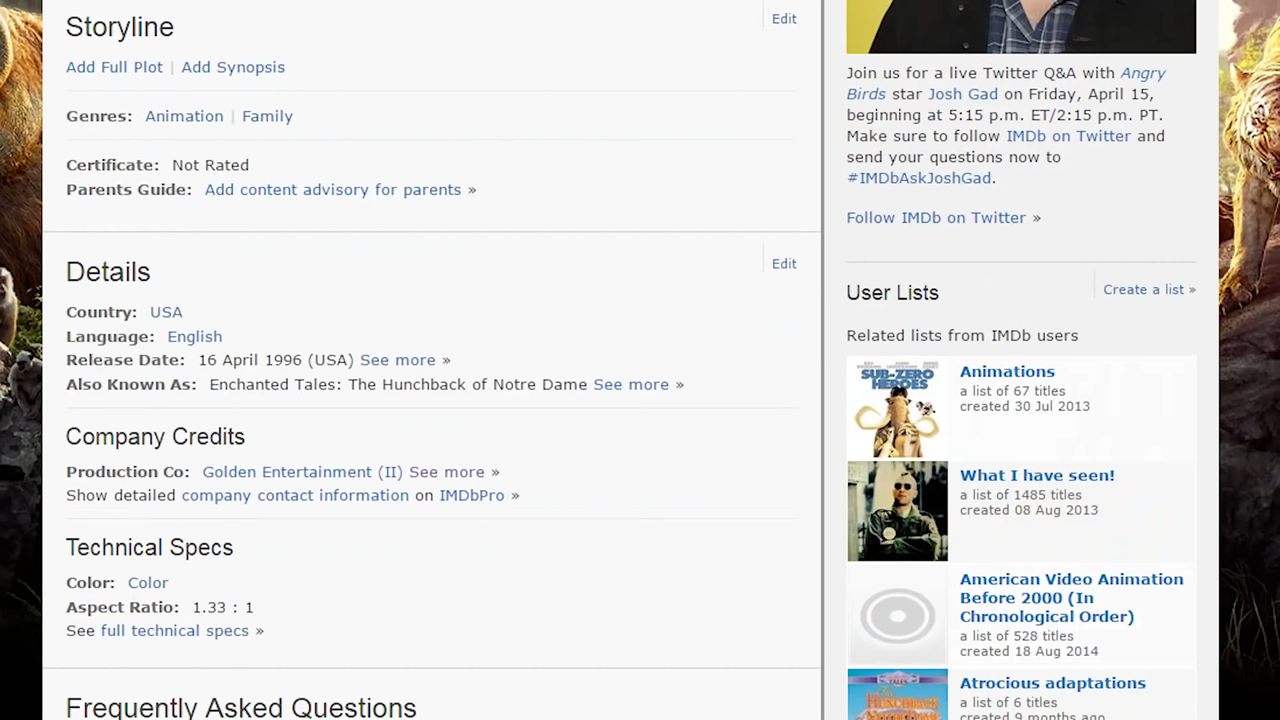 Storyline
Edit
Add Full Plot | Add Synopsis
Genres: Animation | Family
Certificate: Not Rated
Parents Guide: Add content advisory for parents »
Details
Edit
Country: USA
Language: English
Release Date: 16 April 1996 (USA) See more »
Also Known As: Enchanted Tales: The Hunchback of Notre Dame See more »
Company Credits
Production Co: Golden Entertainment (II) See more »
Show detailed company contact information on IMDbPro »
Technical Specs
Color: Color
Aspect Ratio: 1.33 : 1
See full technical specs »
Frequently Asked Questions
Join us for a live Twitter Q&A with Angry
Birds star Josh Gad on Friday, April 15,
beginning at 5:15 p.m. ET/2:15 p.m. PT.
Make sure to follow IMDb on Twitter and
send your questions now to
#IMDbAskJoshGad.
Follow IMDb on Twitter »
User Lists
Create a list »
Related lists from IMDb users
SUB-ZERO
HEROES
Animations
a list of 67 titles
created 30 Jul 2013
What I have seen!
a list of 1485 titles
created 08 Aug 2013
American Video Animation
Before 2000 (In
Chronological Order)
a list of 528 titles
created 18 Aug 2014
TALES
HUNCHBACK
Atrocious adaptations
a list of 6 titles
created 9 months ago